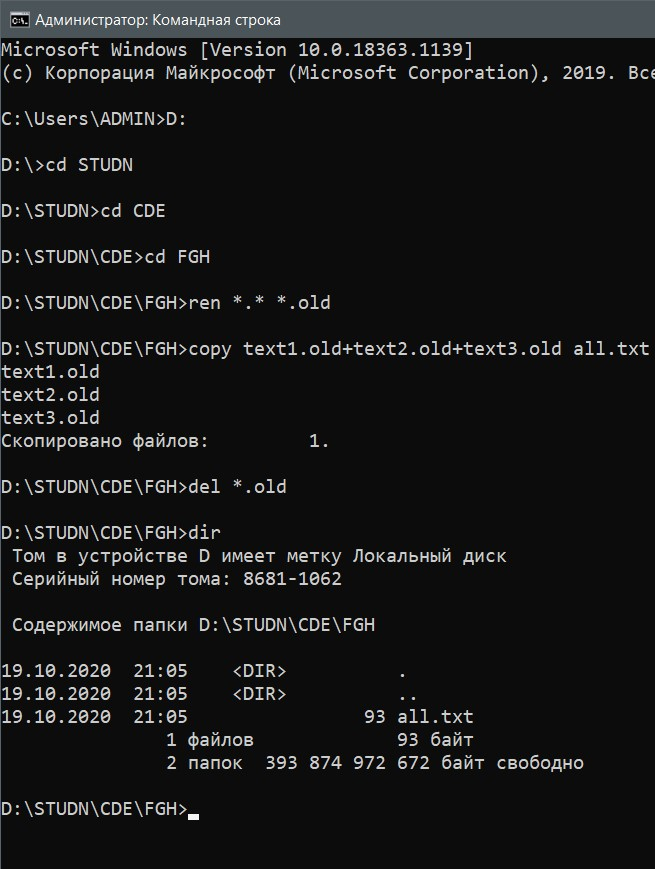 Администратор: Командная строка
Microsoft Windows [Version 10.0.18363.1139]
(c) Корпорация Майкрософт (Microsoft Corporation), 2019. Все
C:\Users\ADMIN>D:
D:\>cd STUDN
D:\STUDN>cd CDE
D:\STUDN\CDE>cd FGH
D:\STUDN\CDE\FGH>ren *.* *.old
D:\STUDN\CDE\FGH>copy text1.old+text2.old+text3.old all.txt
text1.old
text2.old
text3.old
Скопировано файлов:         1.
D:\STUDN\CDE\FGH>del *.old
D:\STUDN\CDE\FGH>dir
 Том в устройстве D имеет метку Локальный диск
 Серийный номер тома: 8681-1062
 Содержимое папки D:\STUDN\CDE\FGH
19.10.2020  21:05    <DIR>          .
19.10.2020  21:05    <DIR>          ..
19.10.2020  21:05                93 all.txt
               1 файлов             93 байт
               2 папок  393 874 972 672 байт свободно
D:\STUDN\CDE\FGH>